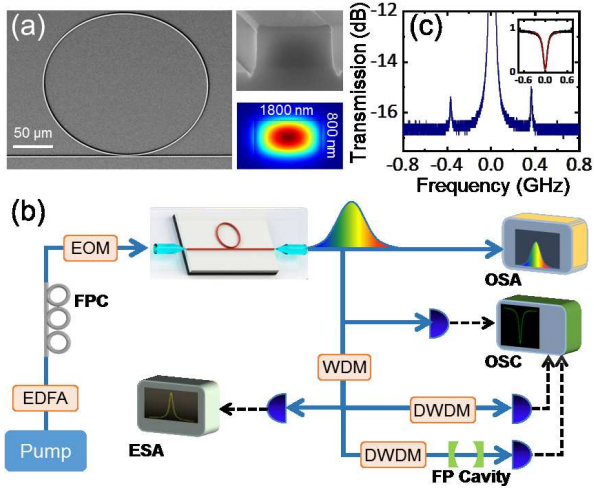 (a)
50 µm
1800 nm
800 nm
(c)
Transmission (dB)
-12
-14
-16
1
0
-0.6 0.0 0.6
-0.8 -0.4 0.0 0.4 0.8
Frequency (GHz)
(b)
EOM
FPC
EDFA
Pump
OSA
OSC
WDM
ESA
DWDM
DWDM
FP Cavity